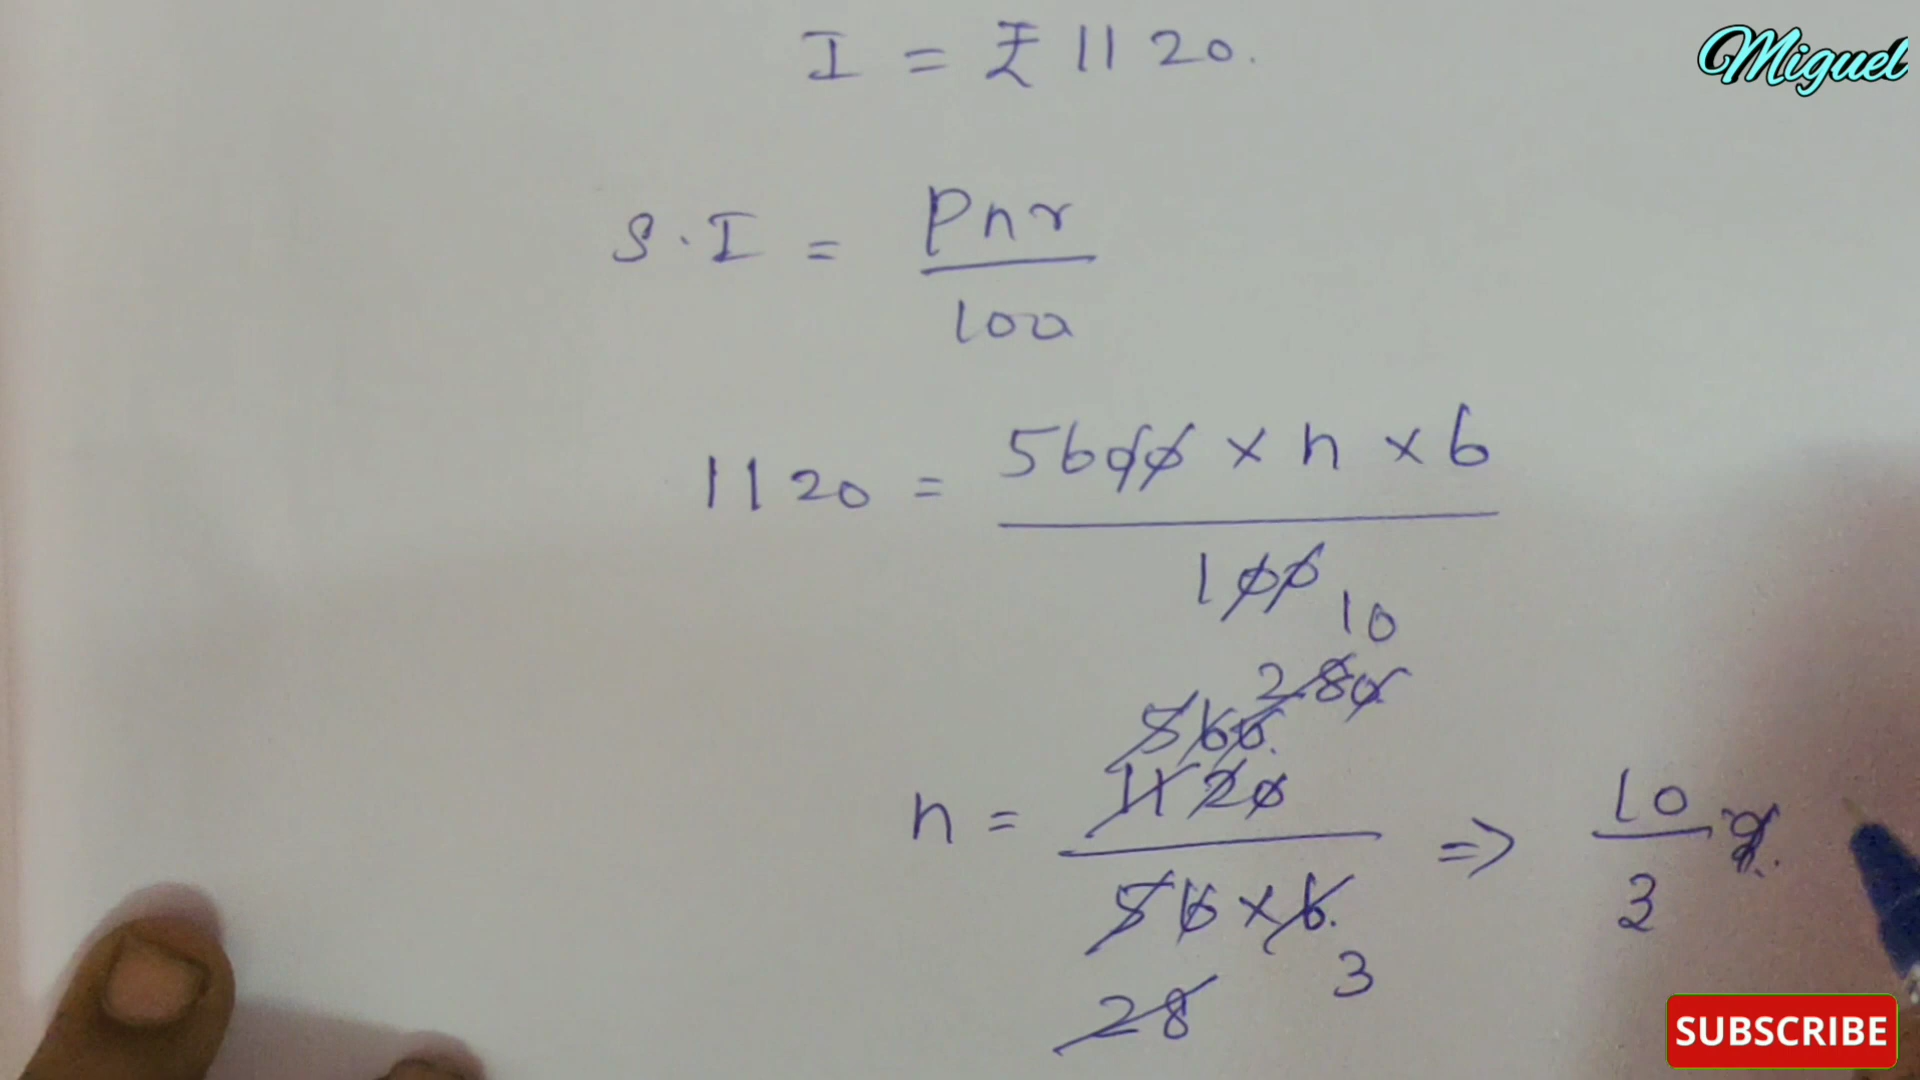 I = ₹ 1120.
Miguel
S.I = pnr
100
1120 = 5600 × n × 6
100
10
280
560.
n = 1120 ⇒ 10
56 × 6. 3
28 3
SUBSCRIBE